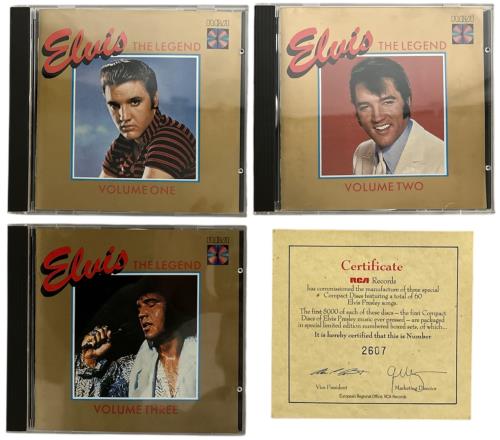 Elvis
THE LEGEND
VOLUME ONE
Elvis
THE LEGEND
VOLUME TWO
Elvis
THE LEGEND
VOLUME THREE
Certificate
RCA Records
has commissioned the manufacture of three special
Compact Discs featuring a total of 60
Elvis Presley songs.
The first 5000 of each of these discs – the first Compact
Discs of Elvis Presley music ever pressed – are packaged
in special limited edition numbered boxed sets, of which...
It is hereby certified that this is Number
2607
Vice President
Marketing Director
European Regional Office, RCA Records